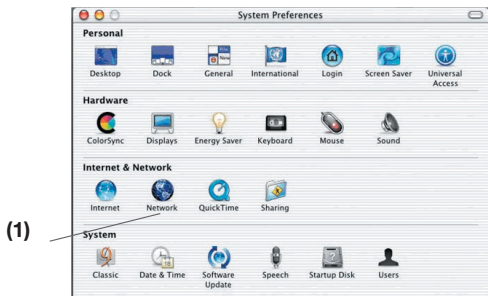 System Preferences
Personal
Desktop Dock General International Login Screen Saver Universal Access
Hardware
ColorSync Displays Energy Saver Keyboard Mouse Sound
Internet & Network
Internet Network QuickTime Sharing
(1)
System
Classic Date & Time Software Update Speech Startup Disk Users